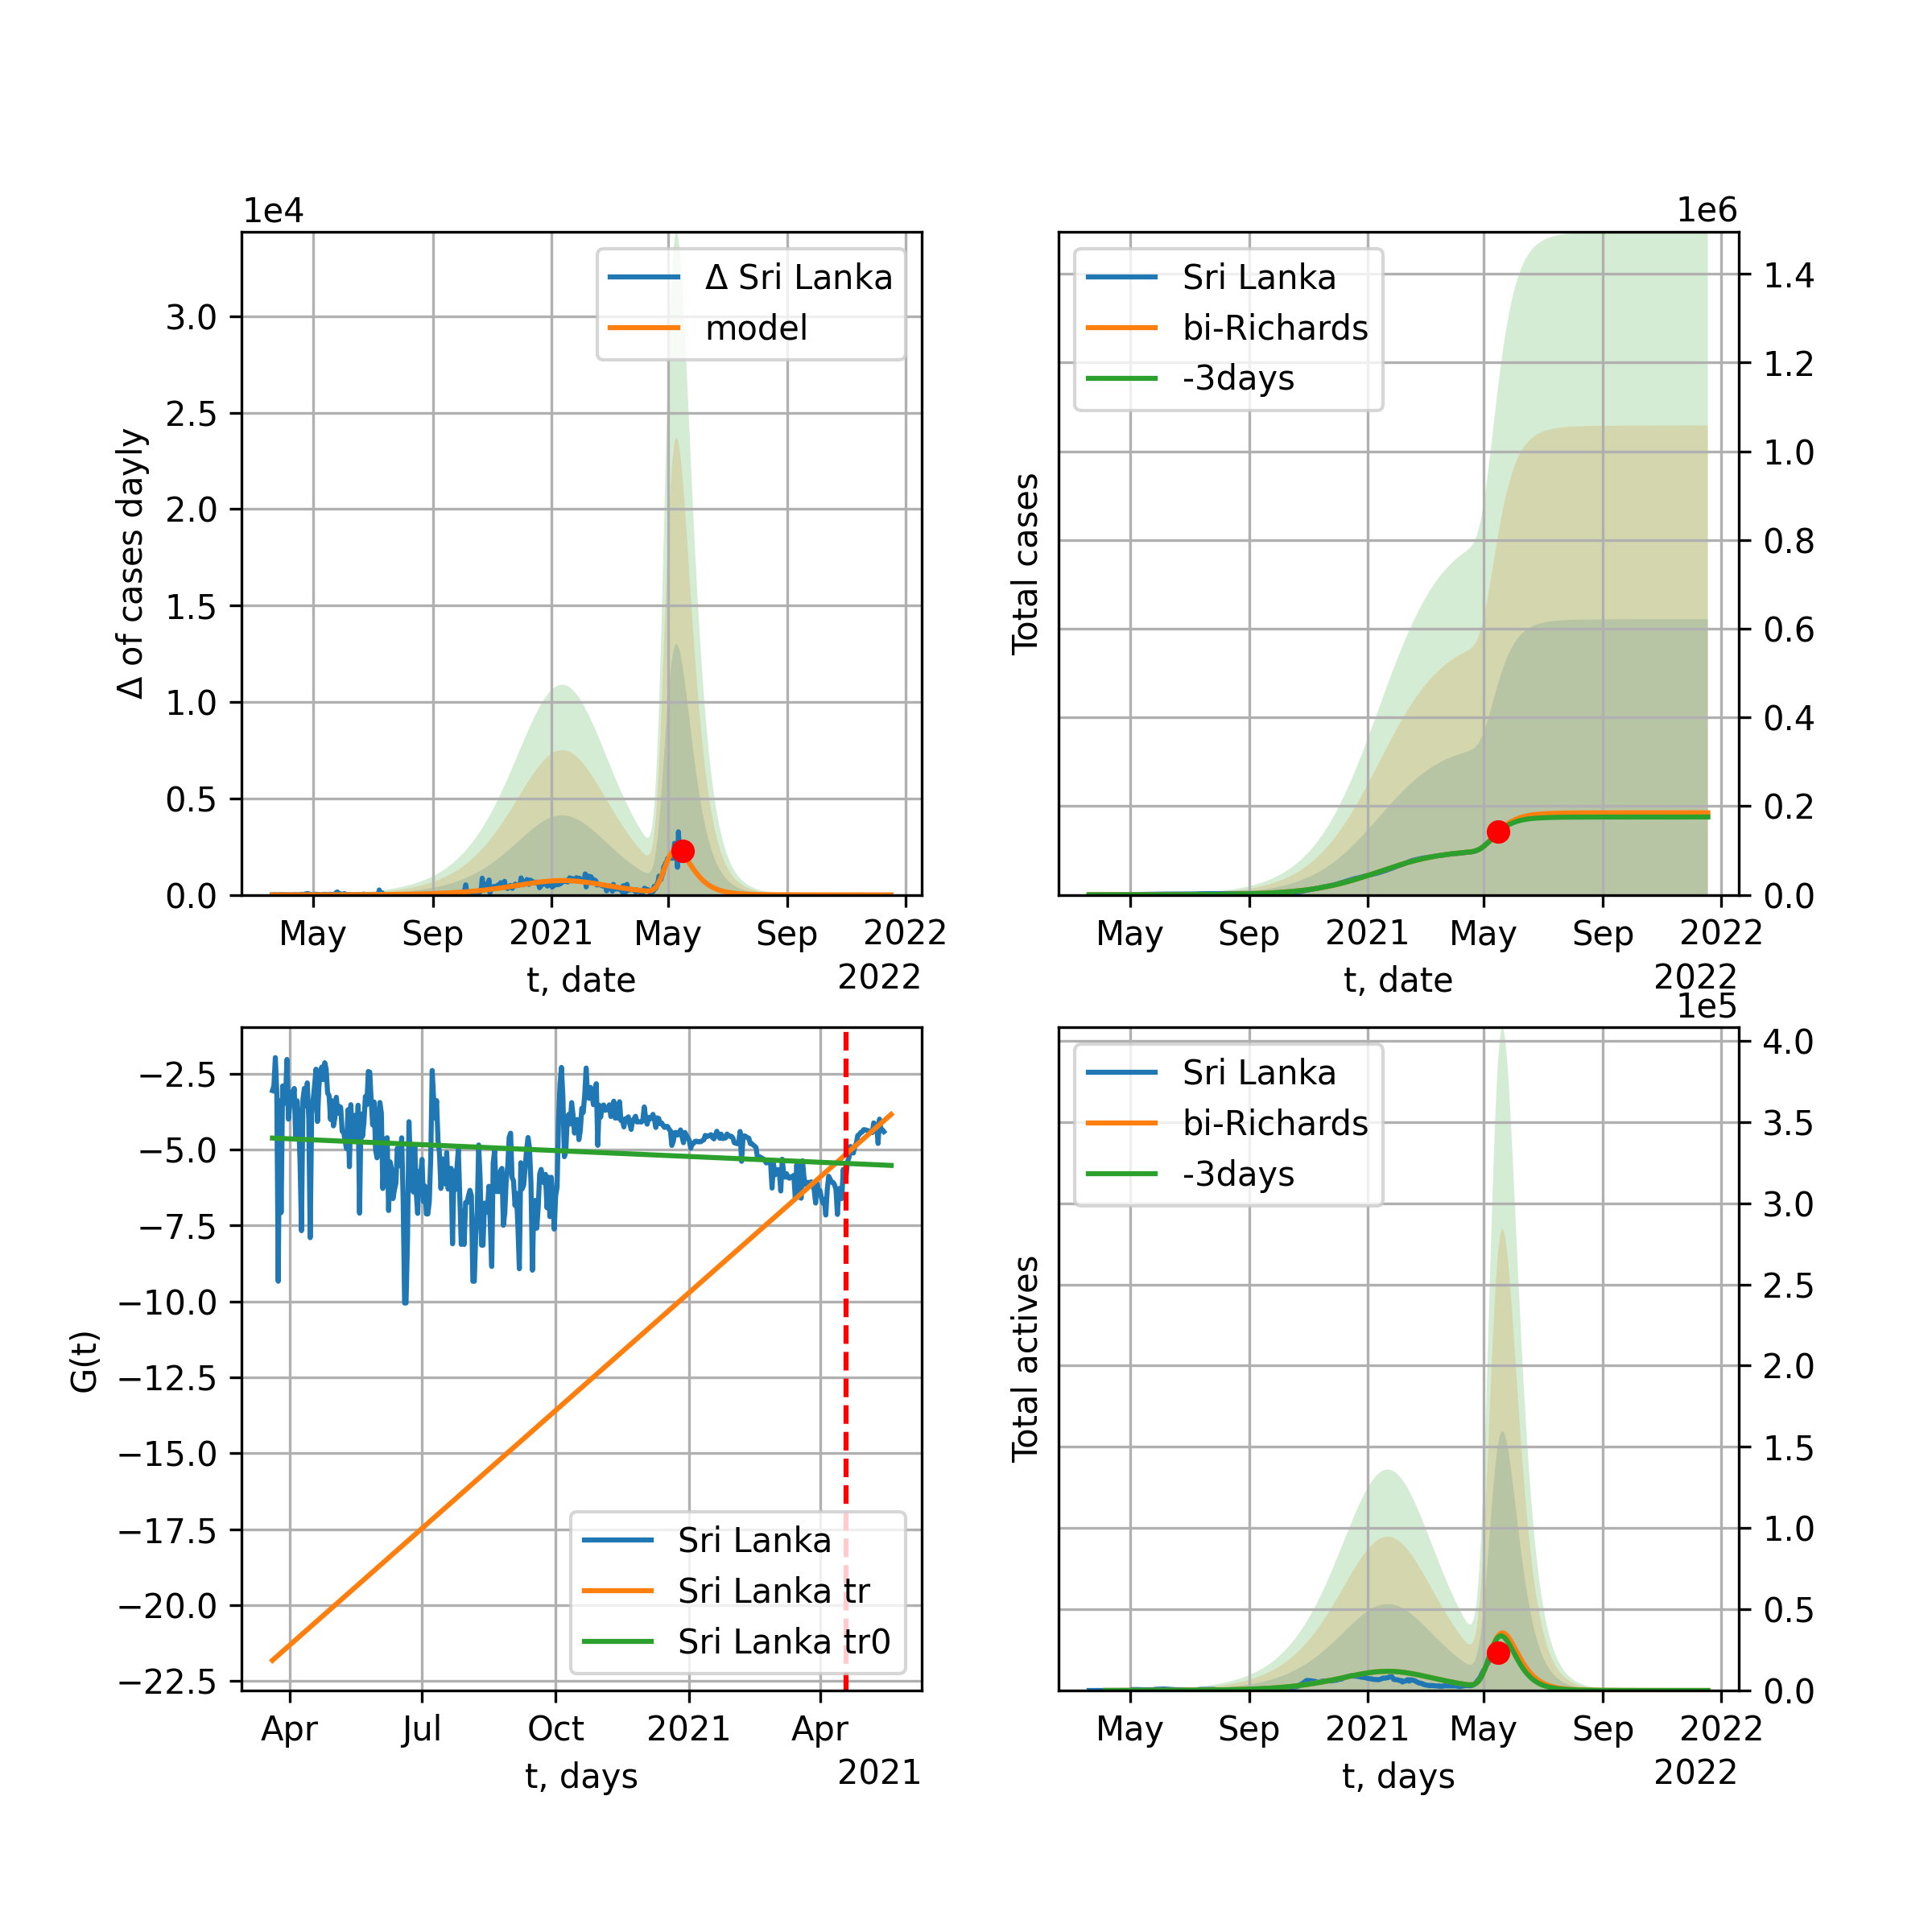 1e4
Δ Sri Lanka
model
3.0
2.5
2.0
1.5
1.0
0.5
0.0
Δ of cases dayly
May Sep 2021 May Sep 2022
t, date
2022
1e6
Sri Lanka
bi-Richards
-3days
1.4
1.2
1.0
0.8
0.6
0.4
0.2
0.0
Total cases
May Sep 2021 May Sep 2022
t, date
2022
−2.5
−5.0
−7.5
−10.0
−12.5
−15.0
−17.5
−20.0
−22.5
G(t)
Sri Lanka
Sri Lanka tr
Sri Lanka tr0
Apr Jul Oct 2021 Apr
t, days
2021
1e5
Sri Lanka
bi-Richards
-3days
4.0
3.5
3.0
2.5
2.0
1.5
1.0
0.5
0.0
Total actives
May Sep 2021 May Sep 2022
t, days
2022